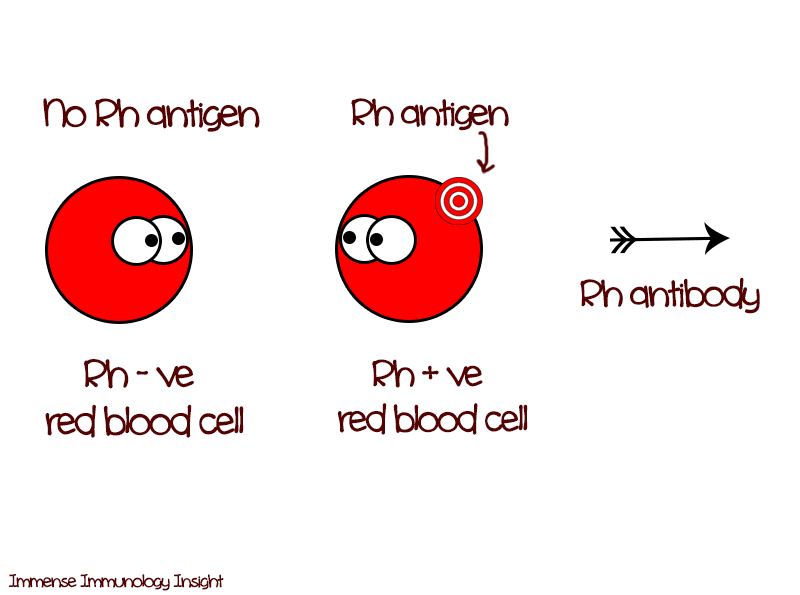 No Rh antigen
Rh antigen
Rh antibody
Rh - ve
red blood cell
Rh + ve
red blood cell
Immense Immunology Insight